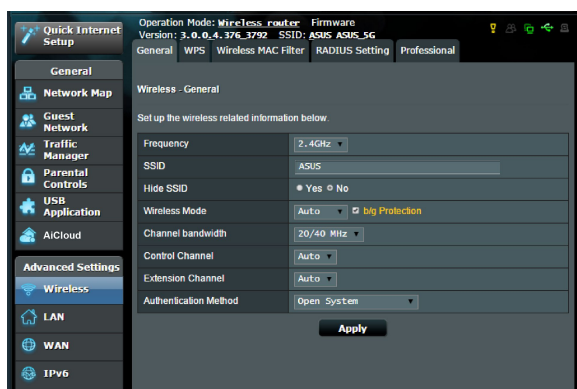 Quick Internet
Setup
Operation Mode: Wireless router Firmware
Version: 3.0.0.4.376_3792 SSID: ASUS ASUS_5G
General WPS Wireless MAC Filter RADIUS Setting Professional
General
Network Map
Guest
Network
Traffic
Manager
Parental
Controls
USB
Application
AiCloud
Advanced Settings
Wireless
LAN
WAN
IPv6
Wireless - General
Set up the wireless related information below.
Frequency 2.4GHz
SSID ASUS
Hide SSID Yes No
Wireless Mode Auto b/g Protection
Channel bandwidth 20/40 MHz
Control Channel Auto
Extension Channel Auto
Authentication Method Open System
Apply